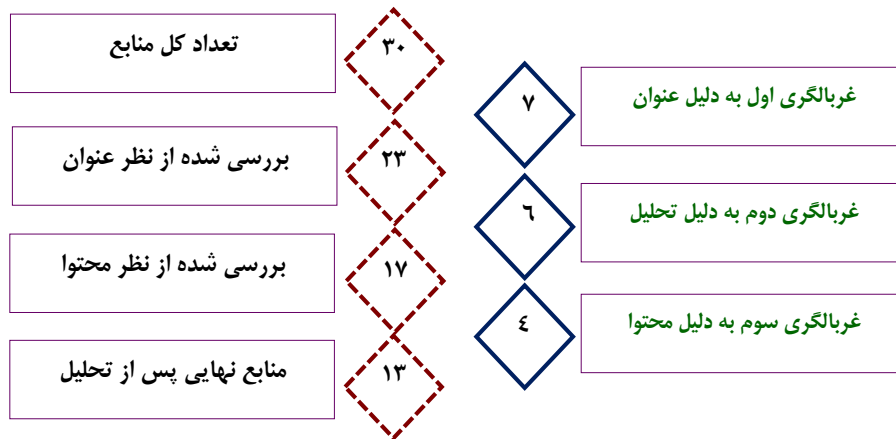 تعداد کل منابع
۳۰
غربالگری اول به دلیل عنوان
۷
بررسی شده از نظر عنوان
۲۳
غربالگری دوم به دلیل تحلیل
٦
بررسی شده از نظر محتوا
۱۷
غربالگری سوم به دلیل محتوا
٤
منابع نهایی پس از تحلیل
۱۳